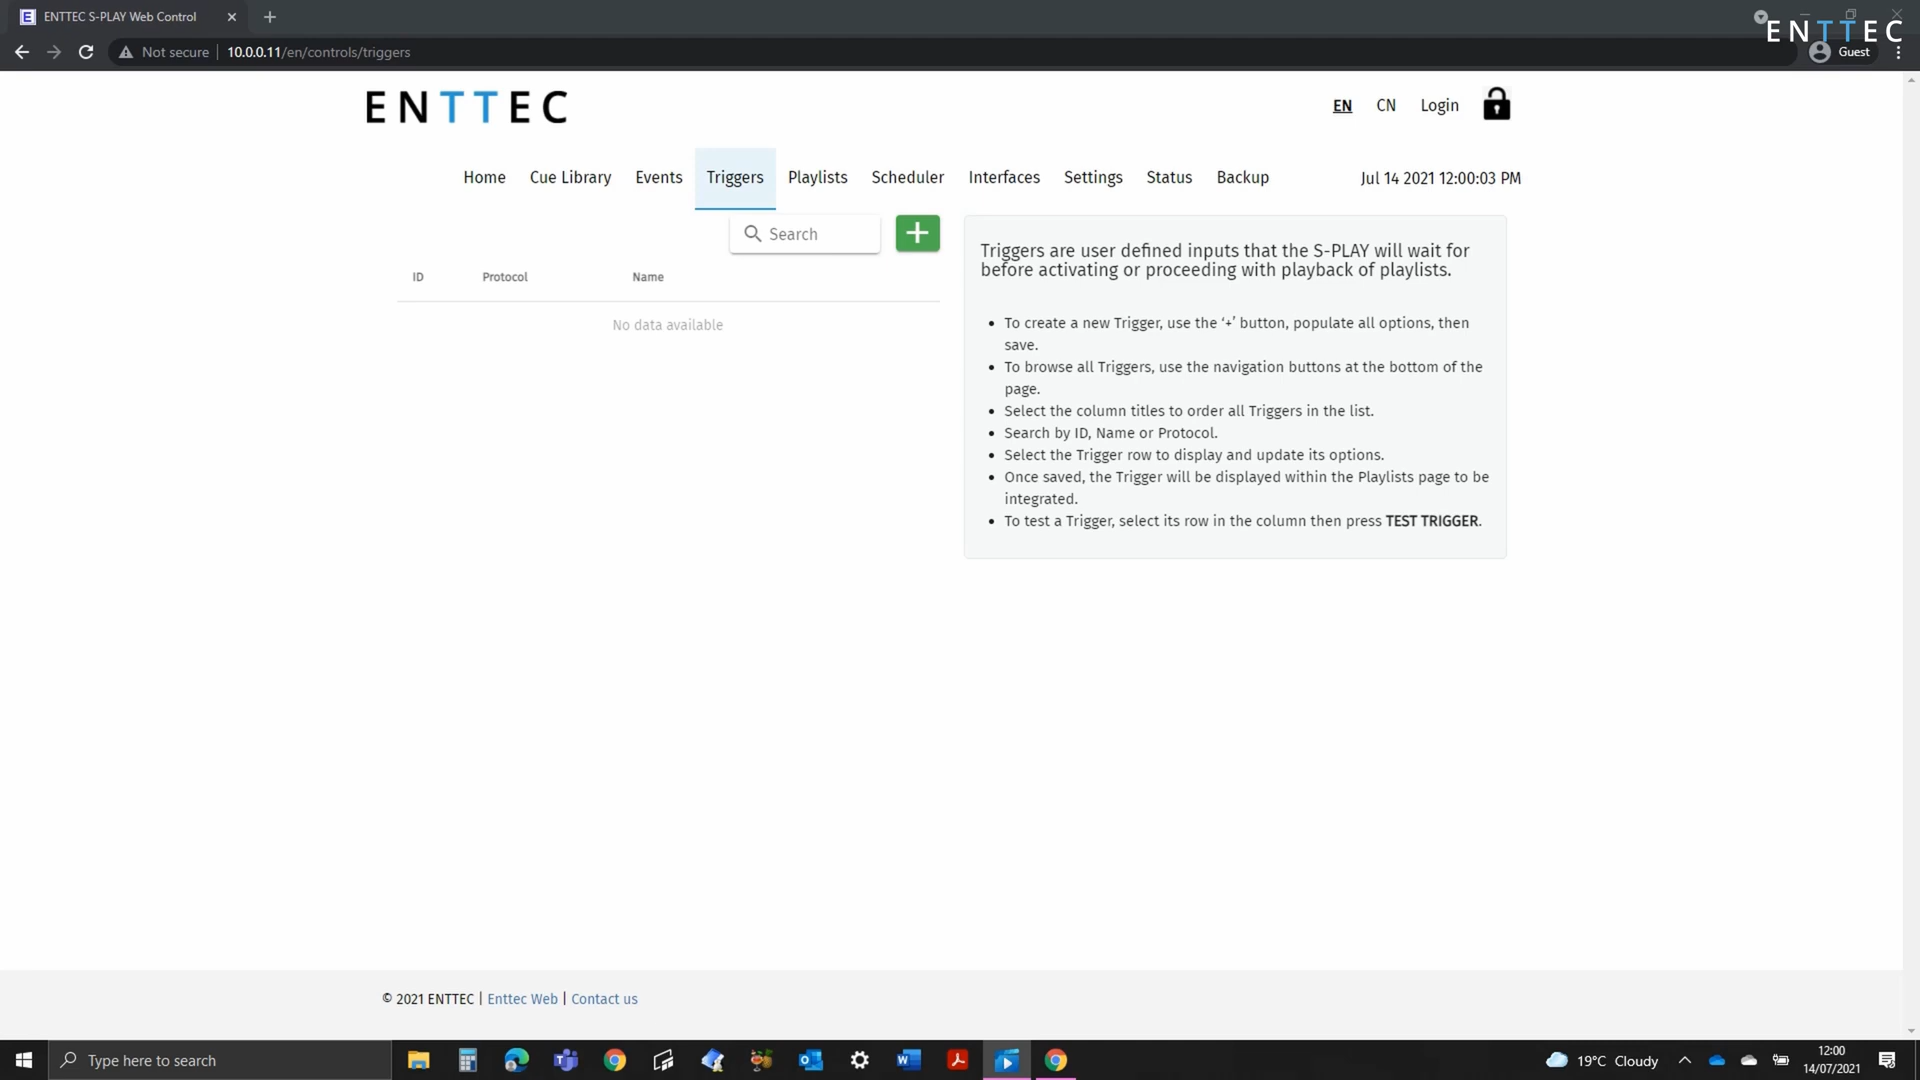 ENTTEC S-PLAY Web Control
Not secure
10.0.0.11/en/controls/triggers
Guest
ENTTEC
ENTTEC
EN
CN
Login
Home
Cue Library
Events
Triggers
Playlists
Scheduler
Interfaces
Settings
Status
Backup
Jul 14 2021 12:00:03 PM
Search
ID
Protocol
Name
No data available
Triggers are user defined inputs that the S-PLAY will wait for
before activating or proceeding with playback of playlists.
To create a new Trigger, use the ‘+’ button, populate all options, then
save.
To browse all Triggers, use the navigation buttons at the bottom of the
page.
Select the column titles to order all Triggers in the list.
Search by ID, Name or Protocol.
Select the Trigger row to display and update its options.
Once saved, the Trigger will be displayed within the Playlists page to be
integrated.
To test a Trigger, select its row in the column then press TEST TRIGGER.
© 2021 ENTTEC | Enttec Web | Contact us
Type here to search
19°C Cloudy
12:00
14/07/2021